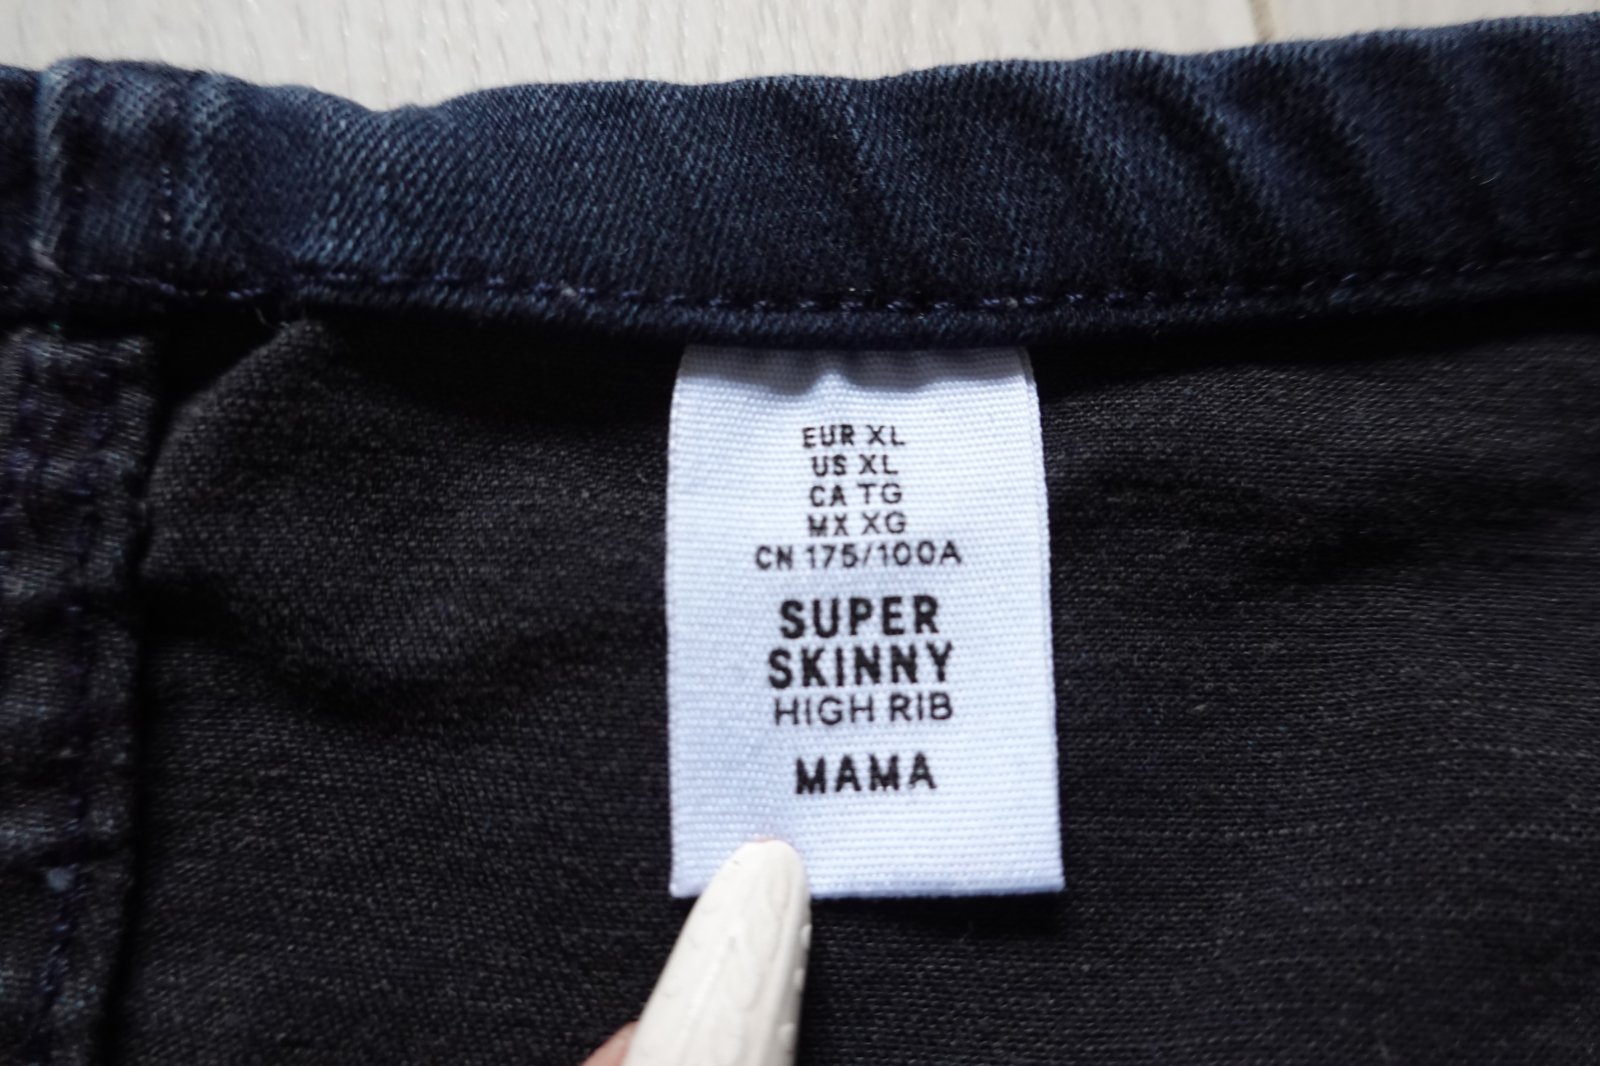 EUR XL
US XL
CA TG
MX XG
CN 175/100A
SUPER
SKINNY
HIGH RIB
MAMA